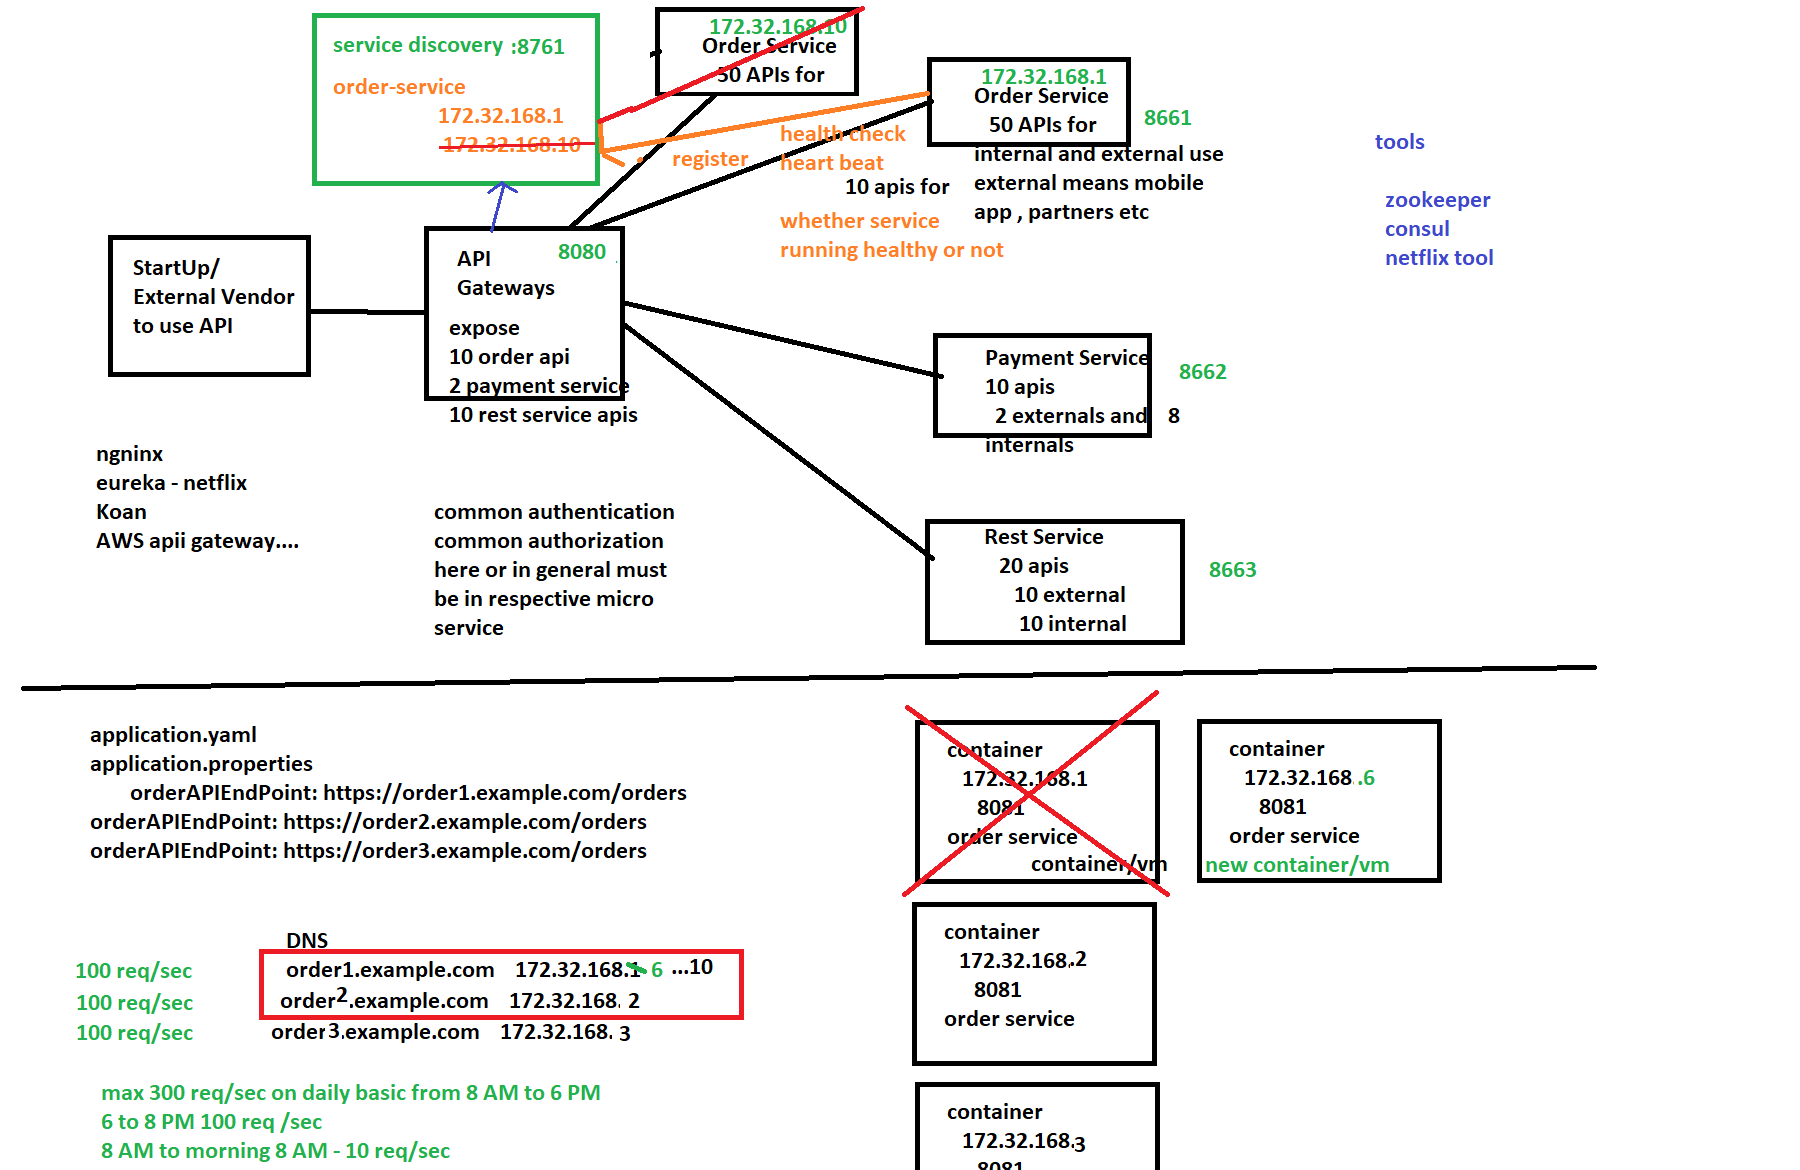 service discovery :8761
order-service
172.32.168.1
172.32.168.10
172.32.168.10
Order Service
50 APIs for
172.32.168.1
Order Service
50 APIs for
8661
internal and external use
external means mobile
app , partners etc
health check
heart beat
register
10 apis for
whether service
running healthy or not
tools
zookeeper
consul
netflix tool
StartUp/
External Vendor
to use API
API 8080
Gateways
expose
10 order api
2 payment service
10 rest service apis
Payment Service
10 apis
2 externals and 8
internals
8662
ngninx
eureka - netflix
Koan
AWS apii gateway....
common authentication
common authorization
here or in general must
be in respective micro
service
Rest Service
20 apis
10 external
10 internal
8663
application.yaml
application.properties
orderAPIEndPoint: https://order1.example.com/orders
orderAPIEndPoint: https://order2.example.com/orders
orderAPIEndPoint: https://order3.example.com/orders
container
172.32.168.1
8081
order service
container/vm
container
172.32.168 .6
8081
order service
new container/vm
DNS
100 req/sec order1.example.com 172.32.168.1 6 ...10
100 req/sec order2.example.com 172.32.168. 2
100 req/sec order3.example.com 172.32.168. 3
container
172.32.168.2
8081
order service
max 300 req/sec on daily basic from 8 AM to 6 PM
6 to 8 PM 100 req /sec
8 AM to morning 8 AM - 10 req/sec
container
172.32.168.3
8081